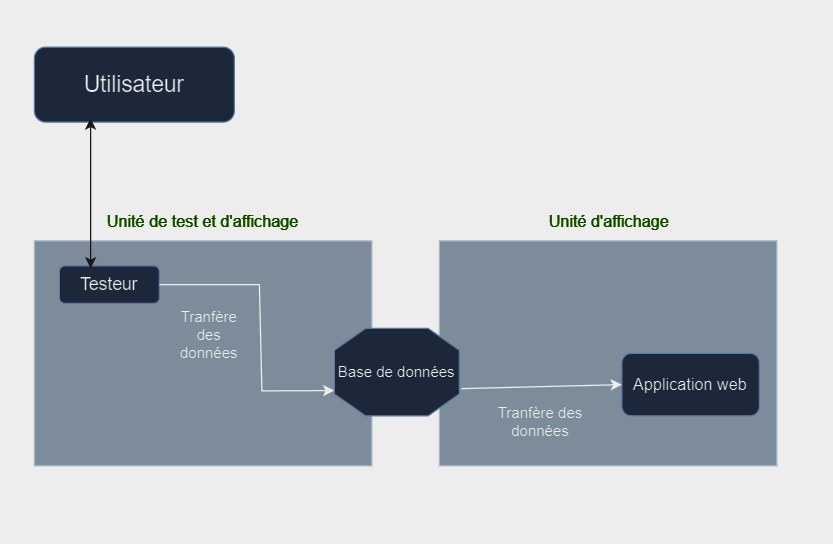 Utilisateur
Unité de test et d'affichage
Unité d'affichage
Testeur
Tranfère
des
données
Base de données
Application web
Tranfère des
données